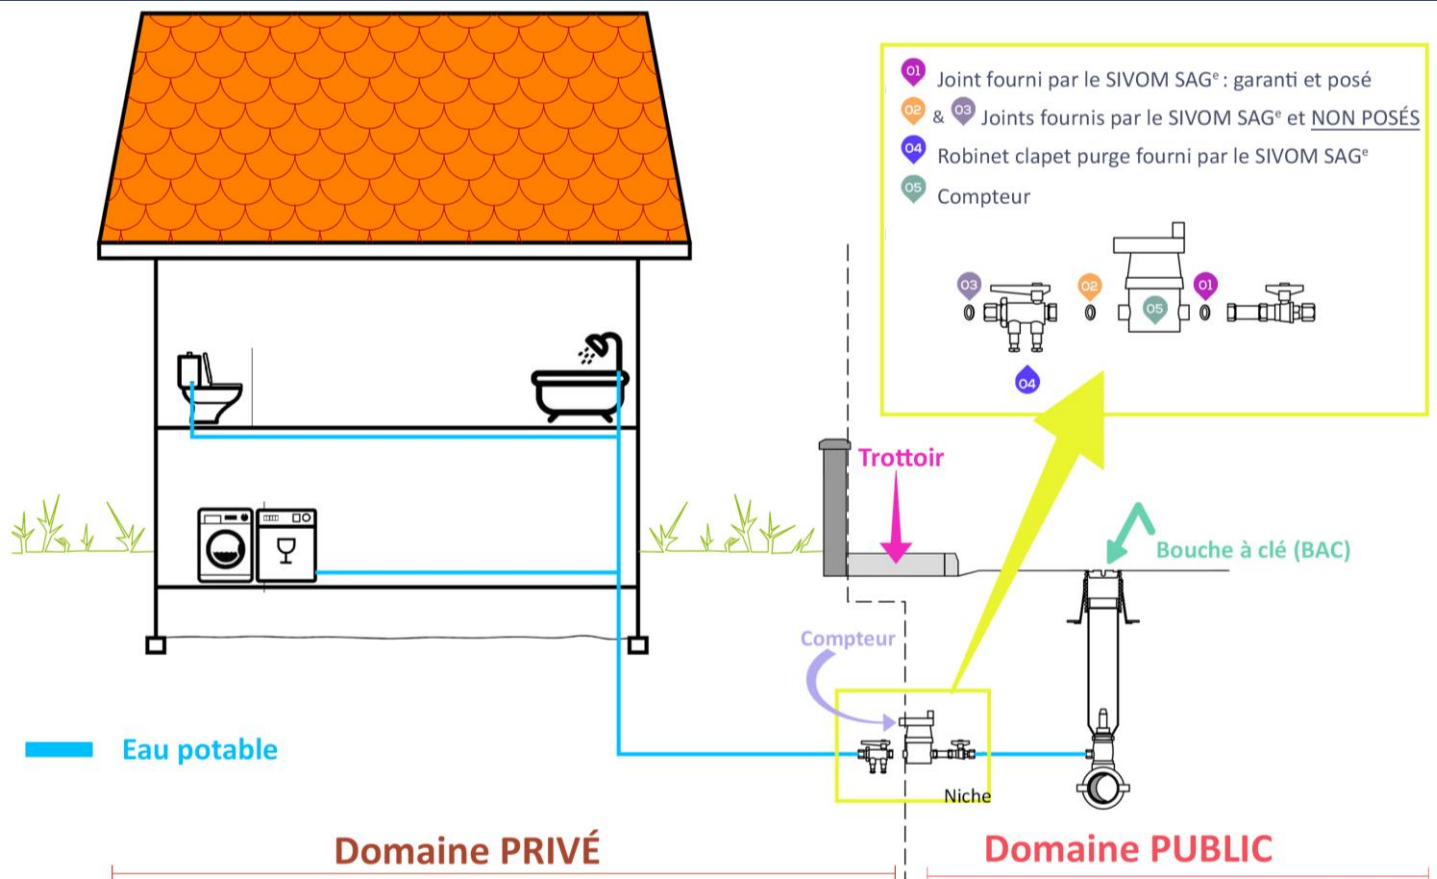 01 Joint fourni par le SIVOM SAGᵉ : garanti et posé
02 & 03 Joints fournis par le SIVOM SAGᵉ et NON POSÉS
04 Robinet clapet purge fourni par le SIVOM SAGᵉ
05 Compteur
03
02
01
05
04
Trottoir
Bouche à clé (BAC)
Compteur
Eau potable
Niche
Domaine PRIVÉ
Domaine PUBLIC